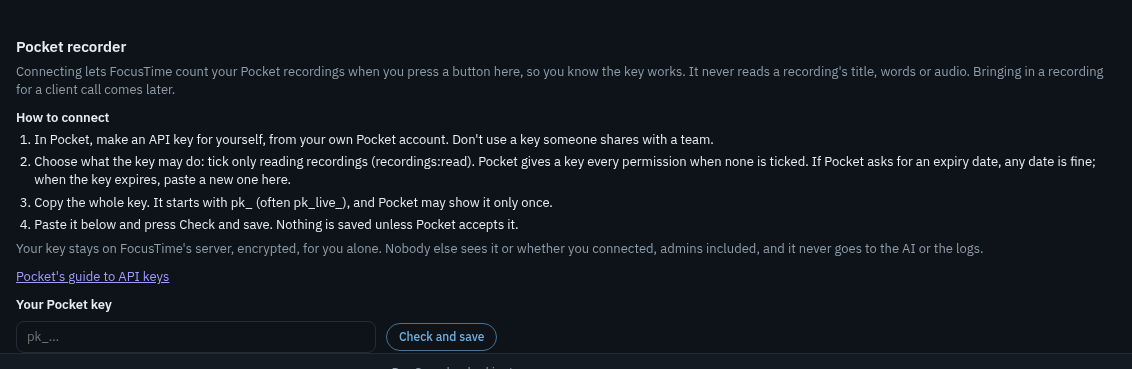 Pocket recorder
Connecting lets FocusTime count your Pocket recordings when you press a button here, so you know the key works. It never reads a recording's title, words or audio. Bringing in a recording
for a client call comes later.
How to connect
1. In Pocket, make an API key for yourself, from your own Pocket account. Don't use a key someone shares with a team.
2. Choose what the key may do: tick only reading recordings (recordings:read). Pocket gives a key every permission when none is ticked. If Pocket asks for an expiry date, any date is fine;
when the key expires, paste a new one here.
3. Copy the whole key. It starts with pk_ (often pk_live_), and Pocket may show it only once.
4. Paste it below and press Check and save. Nothing is saved unless Pocket accepts it.
Your key stays on FocusTime's server, encrypted, for you alone. Nobody else sees it or whether you connected, admins included, and it never goes to the AI or the logs.
Pocket's guide to API keys
Your Pocket key
pk_...
Check and save